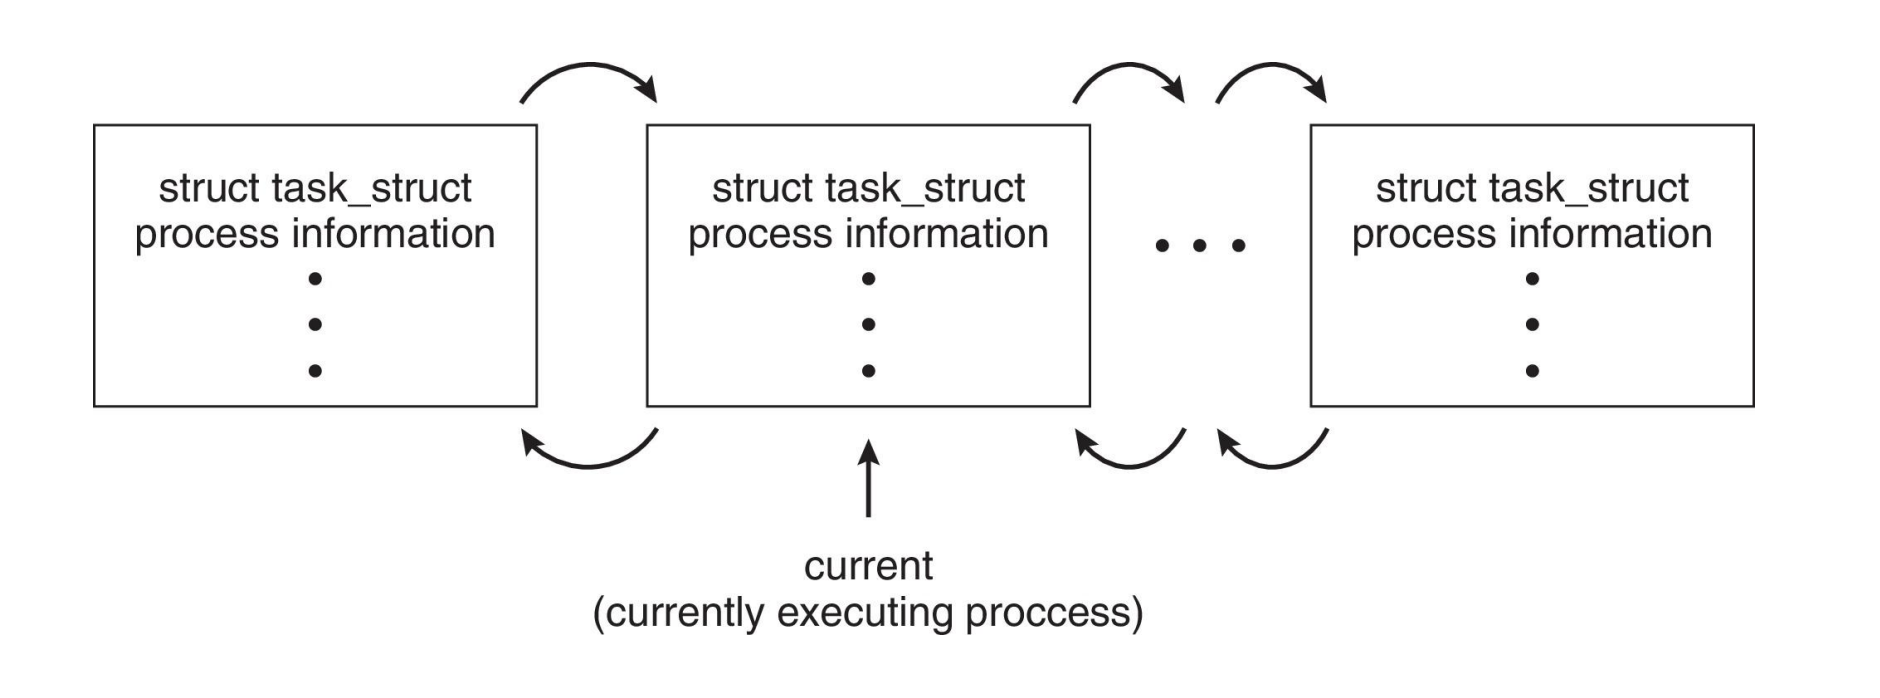 struct task_struct
process information
struct task_struct
process information
struct task_struct
process information
current
(currently executing proccess)